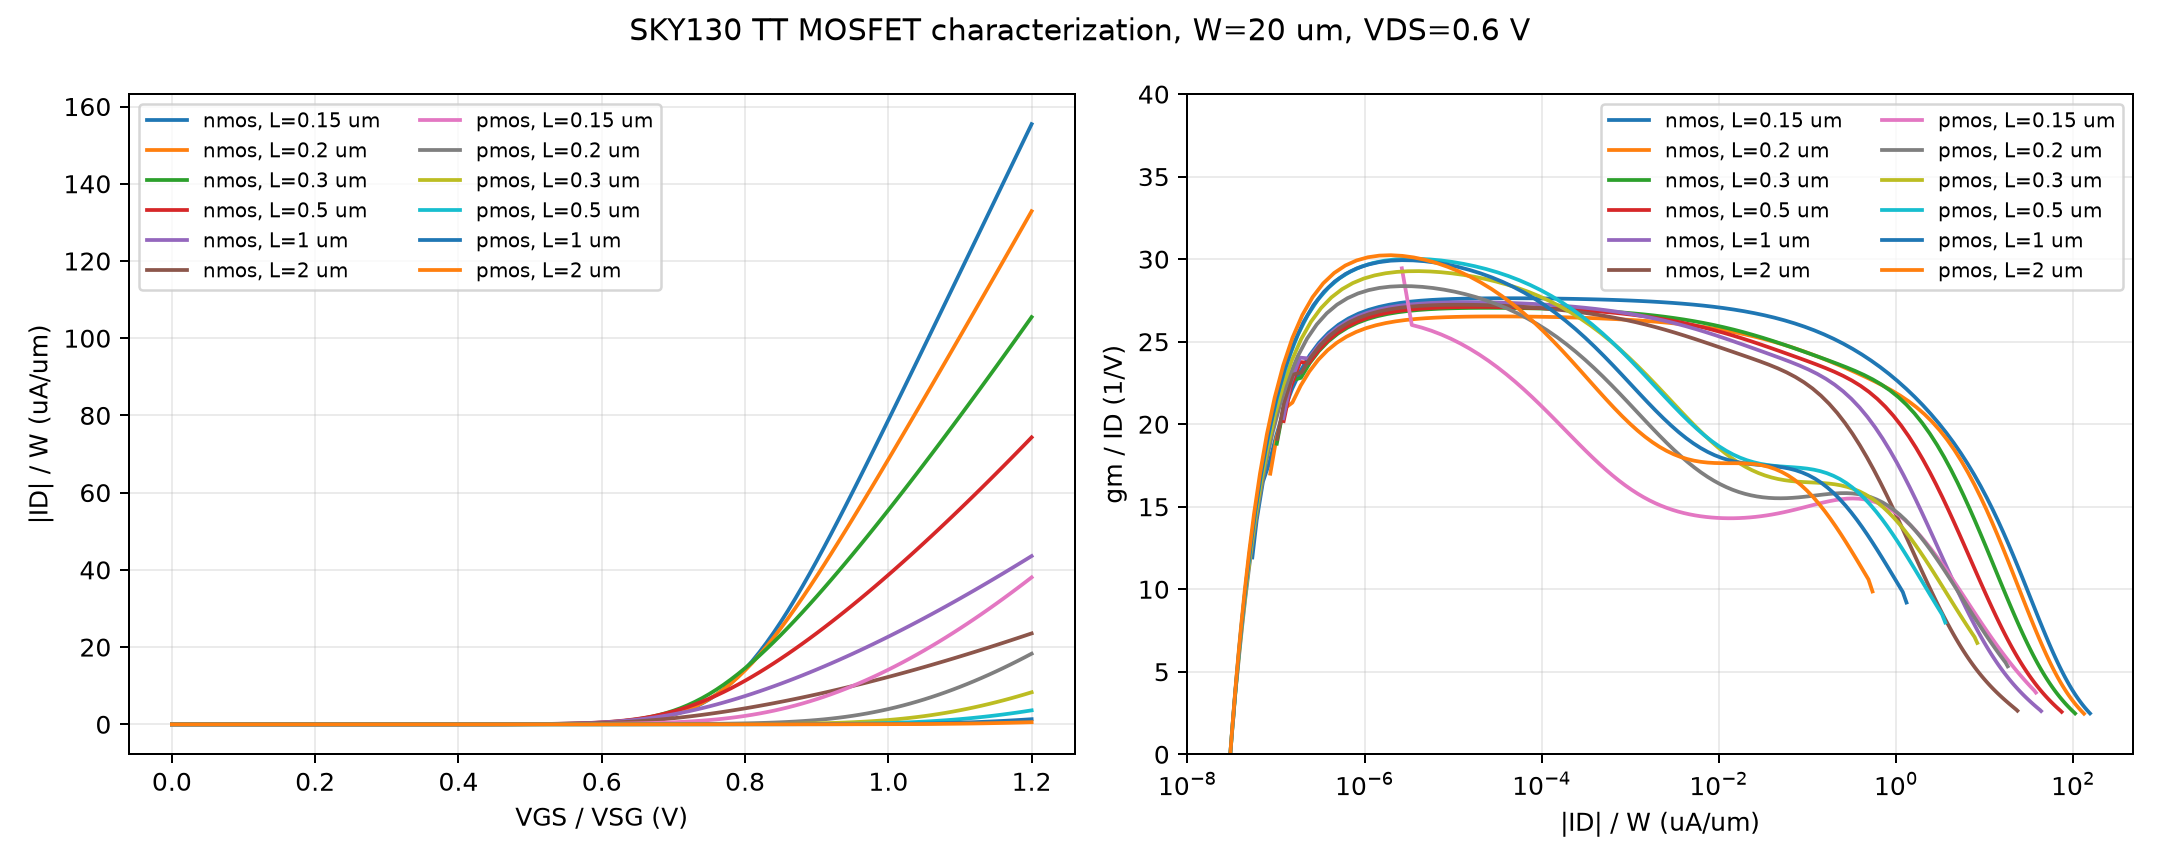 SKY130 TT MOSFET characterization, W=20 um, VDS=0.6 V
|ID| / W (uA/um)
160
140
120
100
80
60
40
20
0
nmos, L=0.15 um
nmos, L=0.2 um
nmos, L=0.3 um
nmos, L=0.5 um
nmos, L=1 um
nmos, L=2 um
pmos, L=0.15 um
pmos, L=0.2 um
pmos, L=0.3 um
pmos, L=0.5 um
pmos, L=1 um
pmos, L=2 um
0.0 0.2 0.4 0.6 0.8 1.0 1.2
VGS / VSG (V)
gm / ID (1/V)
40
35
30
25
20
15
10
5
0
nmos, L=0.15 um
nmos, L=0.2 um
nmos, L=0.3 um
nmos, L=0.5 um
nmos, L=1 um
nmos, L=2 um
pmos, L=0.15 um
pmos, L=0.2 um
pmos, L=0.3 um
pmos, L=0.5 um
pmos, L=1 um
pmos, L=2 um
10⁻⁸ 10⁻⁶ 10⁻⁴ 10⁻² 10⁰ 10²
|ID| / W (uA/um)